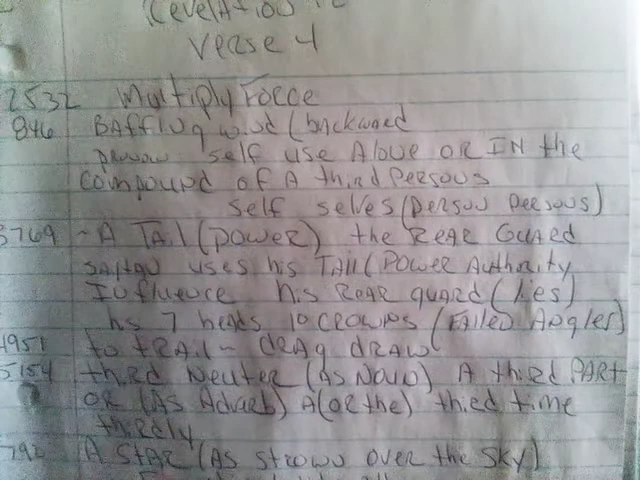 Revelation 12
Verse 4
2532 Multiply Force
846 BAffling wind (backward
pronoun self use Alone OR IN the
compound of A third Persons
self selves (Person Persons)
3769 ~ A TAil (power) the REAR Guard
sAtan uses his TAil (Power Authority
INfluence his REAR guard (lies)
his 7 heads 10 CROWNS (FAlleD ANgles)
4951 to tRAil ~ DRAg DRAW
5154 third Neuter (As Noun) A third PARt
OR (As Adverb) A (OR the) third time
thirdly
792 A STAR (As strown over the sky)